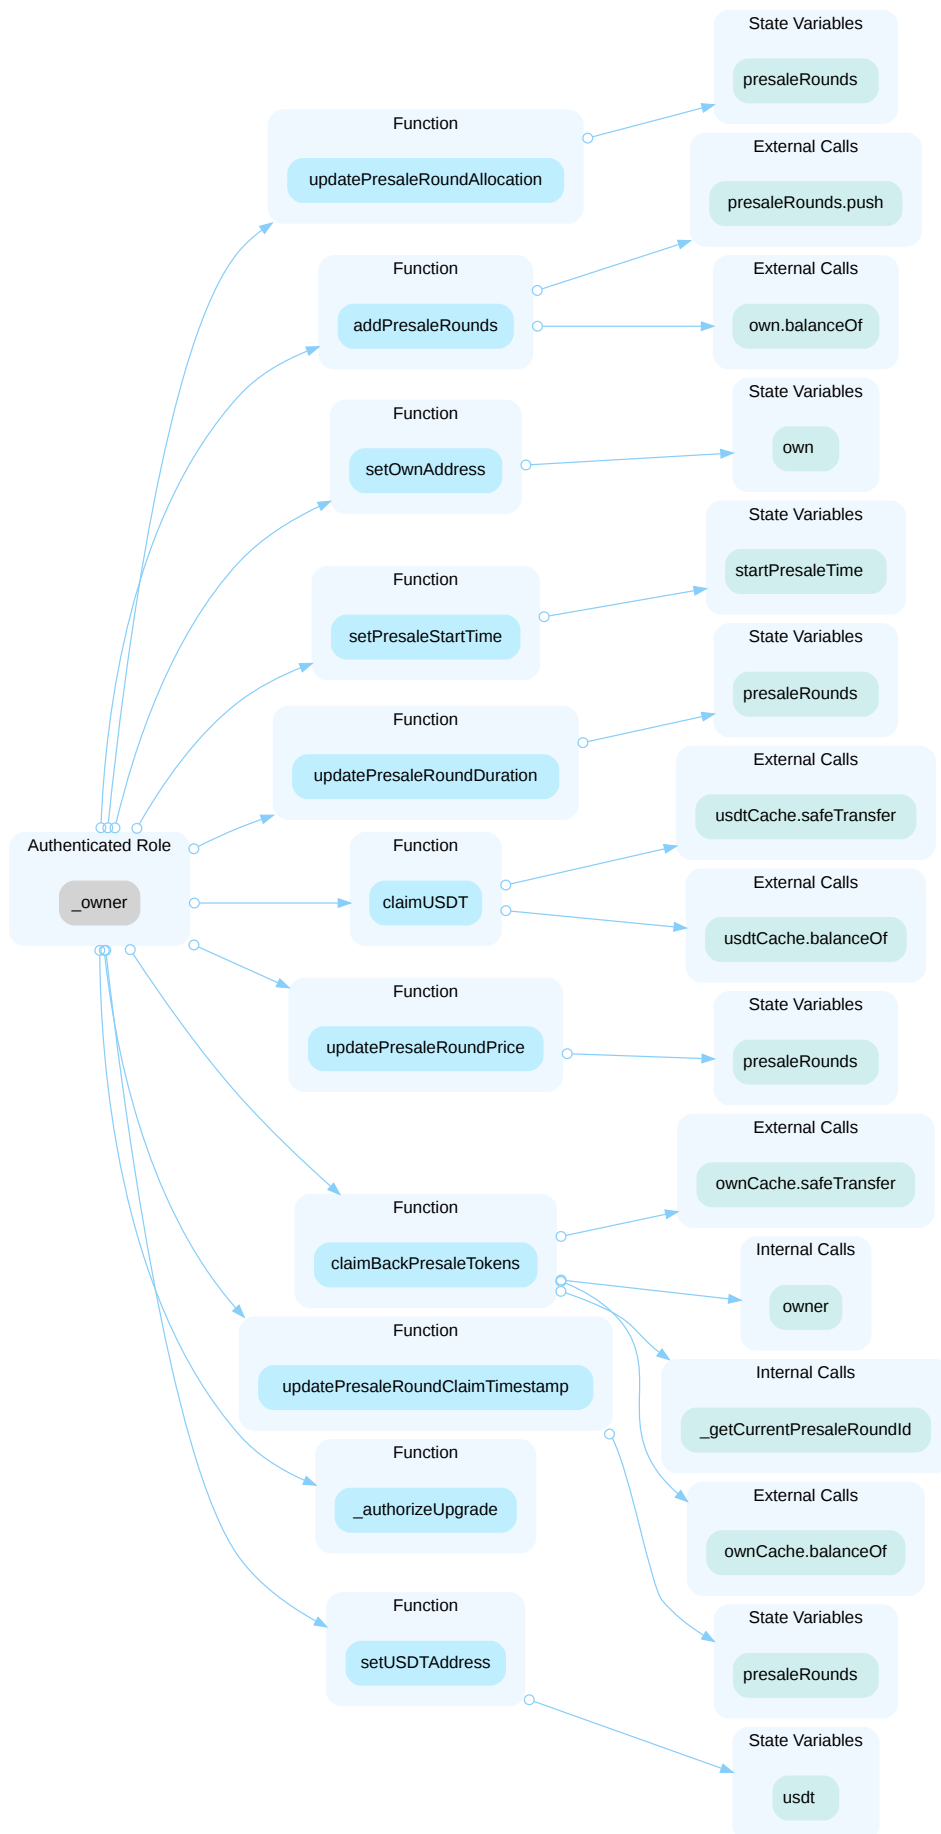 State Variables
presaleRounds
Function
updatePresaleRoundAllocation
External Calls
presaleRounds.push
Function
addPresaleRounds
External Calls
own.balanceOf
State Variables
own
Function
setOwnAddress
State Variables
startPresaleTime
Function
setPresaleStartTime
State Variables
presaleRounds
Function
updatePresaleRoundDuration
External Calls
usdtCache.safeTransfer
Authenticated Role
_owner
Function
claimUSDT
External Calls
usdtCache.balanceOf
Function
updatePresaleRoundPrice
State Variables
presaleRounds
External Calls
ownCache.safeTransfer
Function
claimBackPresaleTokens
Internal Calls
owner
Function
updatePresaleRoundClaimTimestamp
Internal Calls
_getCurrentPresaleRoundId
Function
_authorizeUpgrade
External Calls
ownCache.balanceOf
Function
setUSDTAddress
State Variables
presaleRounds
State Variables
usdt